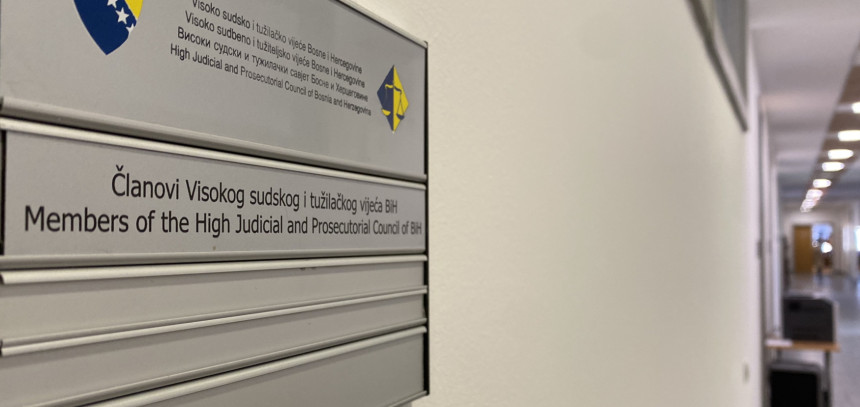 Visoko sudsko i tužilačko vijeće Bosne i Hercegovine
Visoko sudbeno i tužiteljsko vijeće Bosne i Hercegovine
Високи судски и тужилачки савјет Босне и Херцеговине
High Judicial and Prosecutorial Council of Bosnia and Herzegovina
Članovi Visokog sudskog i tužilačkog vijeća BiH
Members of the High Judicial and Prosecutorial Council of BiH